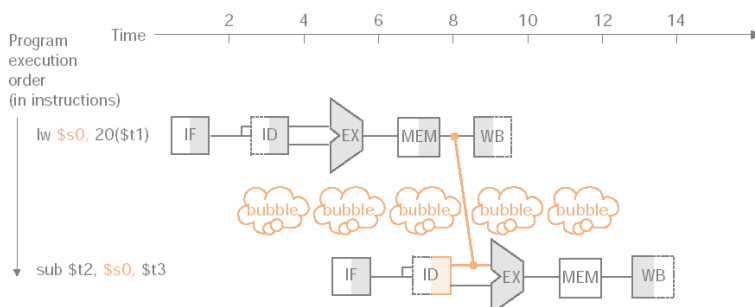 Time 2 4 6 8 10 12 14
Program
execution
order
(in instructions)
lw $s0, 20($t1) IF ID EX MEM WB
bubble bubble bubble bubble bubble
sub $t2, $s0, $t3 IF ID EX MEM WB